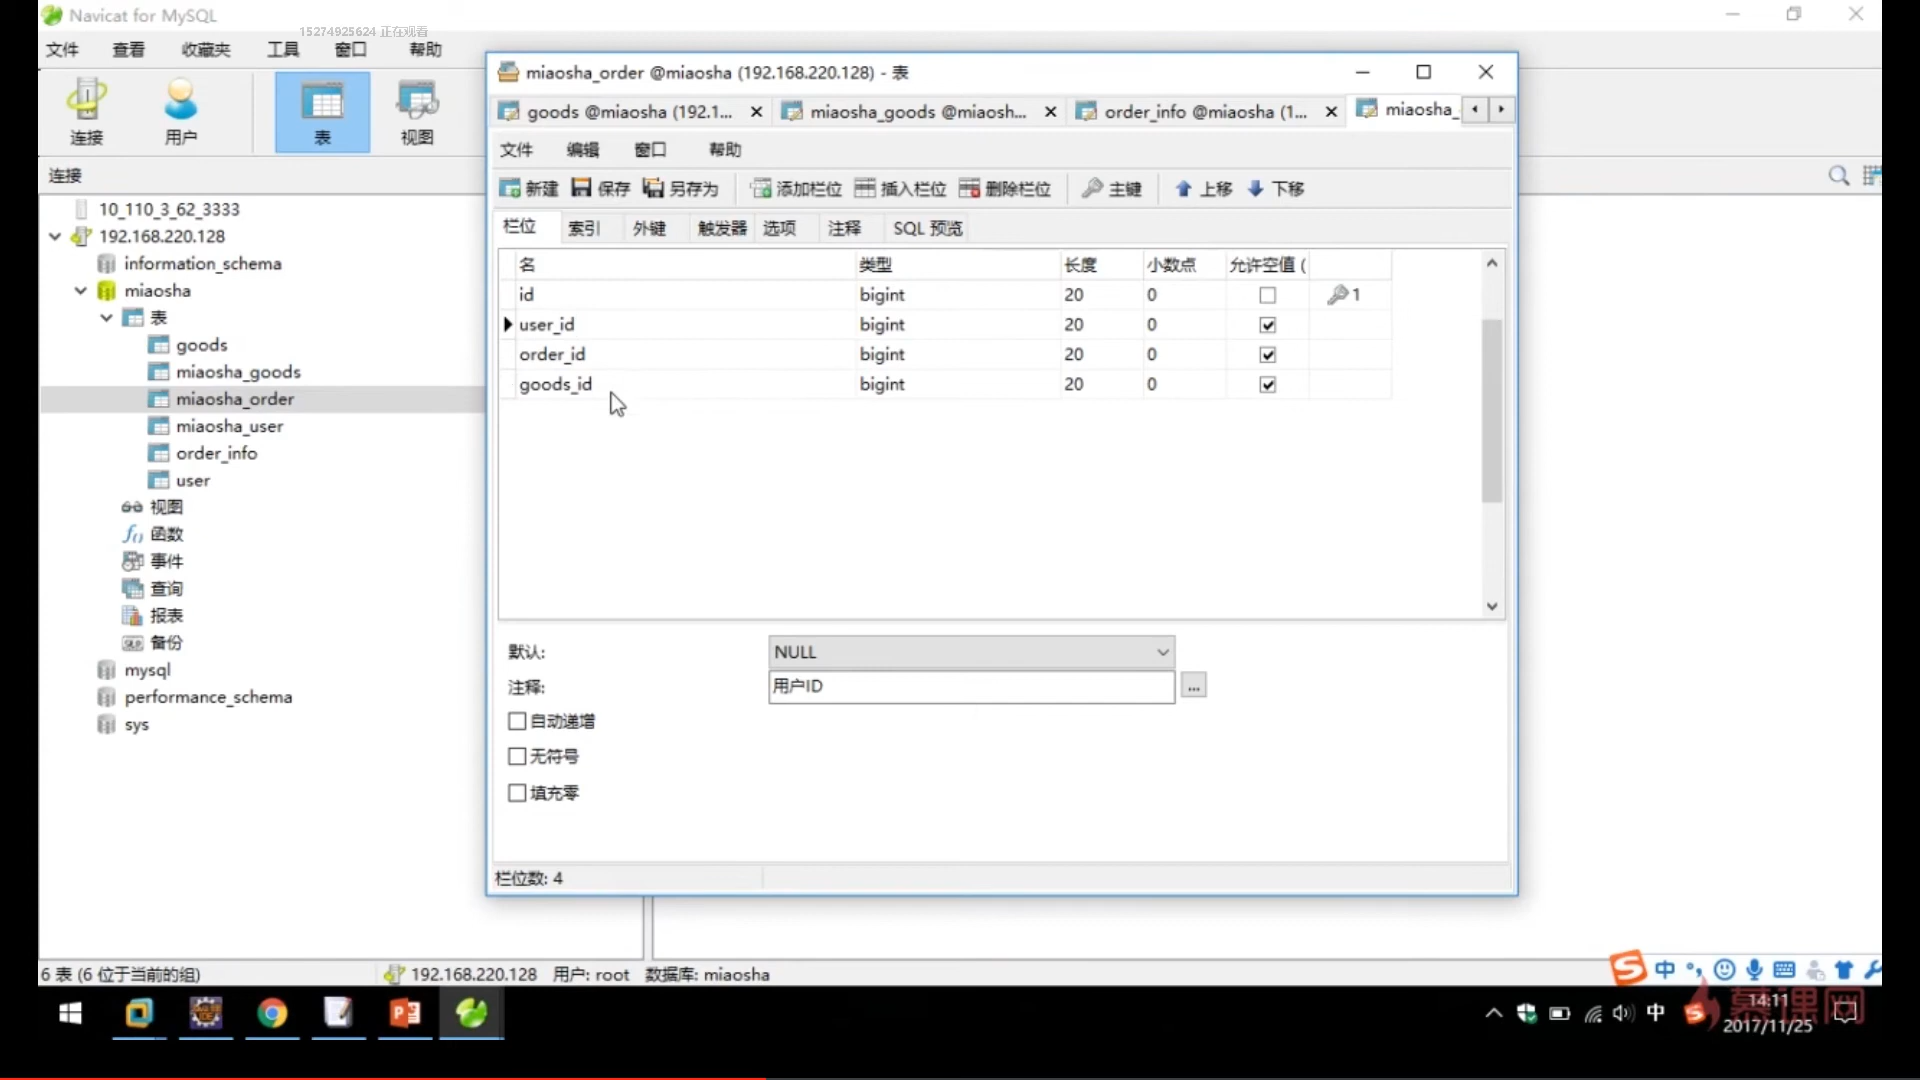 Navicat for MySQL
15274925624 正在观看
文件 查看 收藏夹 工具 窗口 帮助
连接 用户 表 视图
连接
10_110_3_62_3333
192.168.220.128
information_schema
miaosha
表
goods
miaosha_goods
miaosha_order
miaosha_user
order_info
user
视图
函数
事件
查询
报表
备份
mysql
performance_schema
sys
miaosha_order @miaosha (192.168.220.128) - 表
goods @miaosha (192.1... miaosha_goods @miaosh... order_info @miaosha (1... miaosha_
文件 编辑 窗口 帮助
新建 保存 另存为 添加栏位 插入栏位 删除栏位 主键 上移 下移
栏位 索引 外键 触发器 选项 注释 SQL 预览
名 类型 长度 小数点 允许空值 (
id bigint 20 0 1
user_id bigint 20 0
order_id bigint 20 0
goods_id bigint 20 0
默认: NULL
注释: 用户ID ...
自动递增
无符号
填充零
栏位数: 4
6 表 (6 位于当前的组) 192.168.220.128 用户: root 数据库: miaosha
中
中 14:11
2017/11/25
慕课网